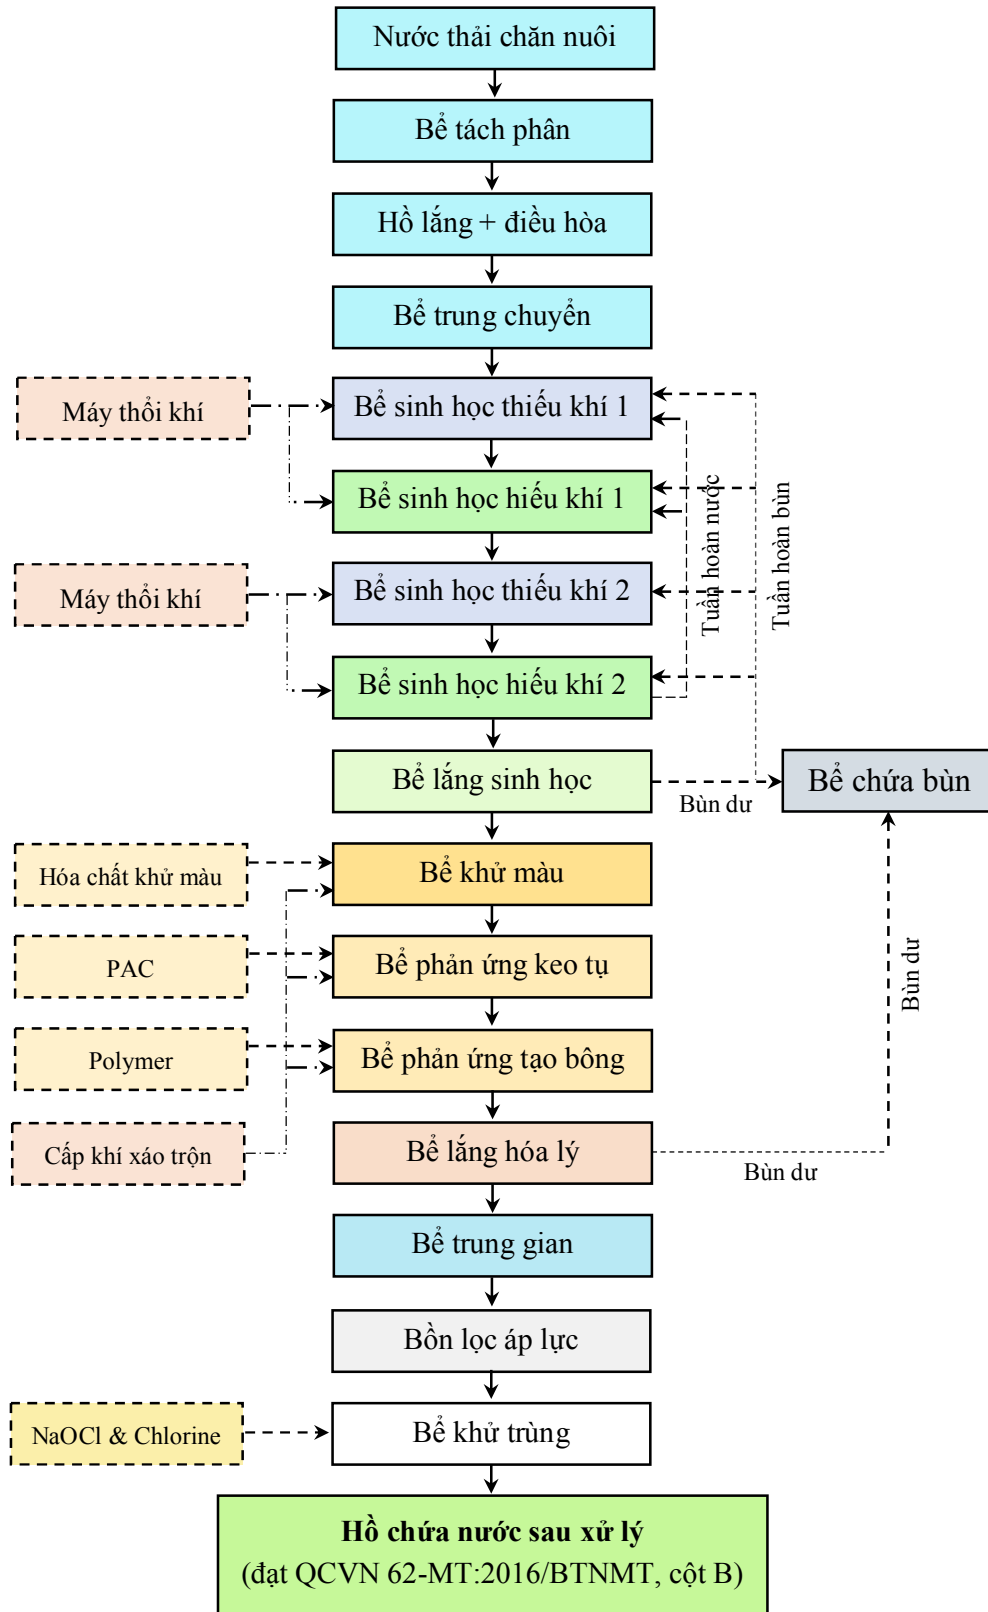 Nước thải chăn nuôi
Bể tách phân
Hồ lắng + điều hòa
Bể trung chuyển
Máy thổi khí
Bể sinh học thiếu khí 1
Bể sinh học hiếu khí 1
Máy thổi khí
Bể sinh học thiếu khí 2
Bể sinh học hiếu khí 2
Tuần hoàn nước
Tuần hoàn bùn
Bể lắng sinh học
Bùn dư
Bể chứa bùn
Hóa chất khử màu
Bể khử màu
PAC
Bể phản ứng keo tụ
Bùn dư
Polymer
Bể phản ứng tạo bông
Cấp khí xáo trộn
Bể lắng hóa lý
Bùn dư
Bể trung gian
Bồn lọc áp lực
NaOCl & Chlorine
Bể khử trùng
Hồ chứa nước sau xử lý
(đạt QCVN 62-MT:2016/BTNMT, cột B)